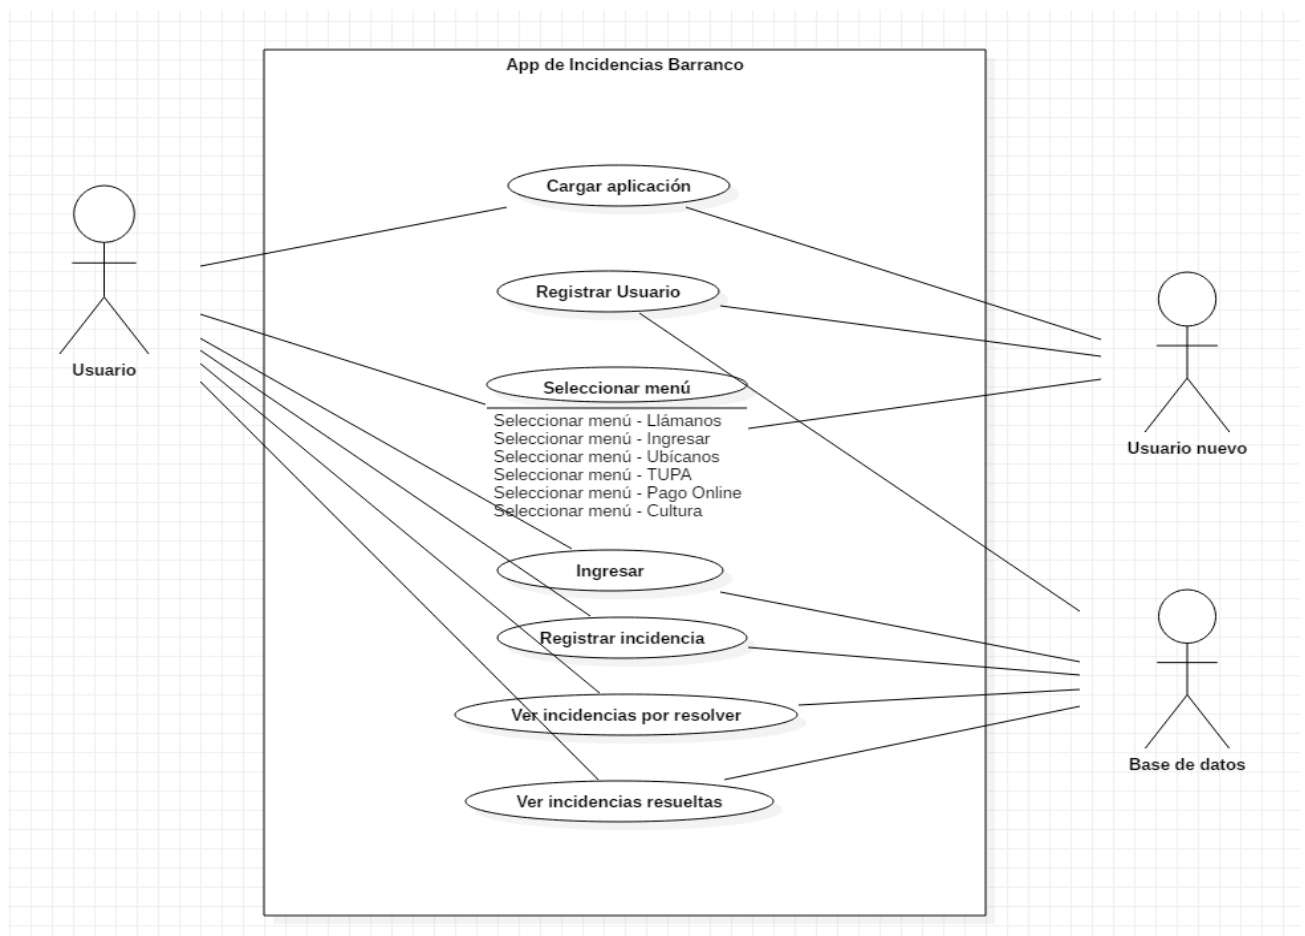 App de Incidencias Barranco
Cargar aplicación
Registrar Usuario
Usuario
Seleccionar menú
Seleccionar menú - Llámanos
Seleccionar menú - Ingresar
Seleccionar menú - Ubícanos
Seleccionar menú - TUPA
Seleccionar menú - Pago Online
Seleccionar menú - Cultura
Usuario nuevo
Ingresar
Registrar incidencia
Ver incidencias por resolver
Base de datos
Ver incidencias resueltas